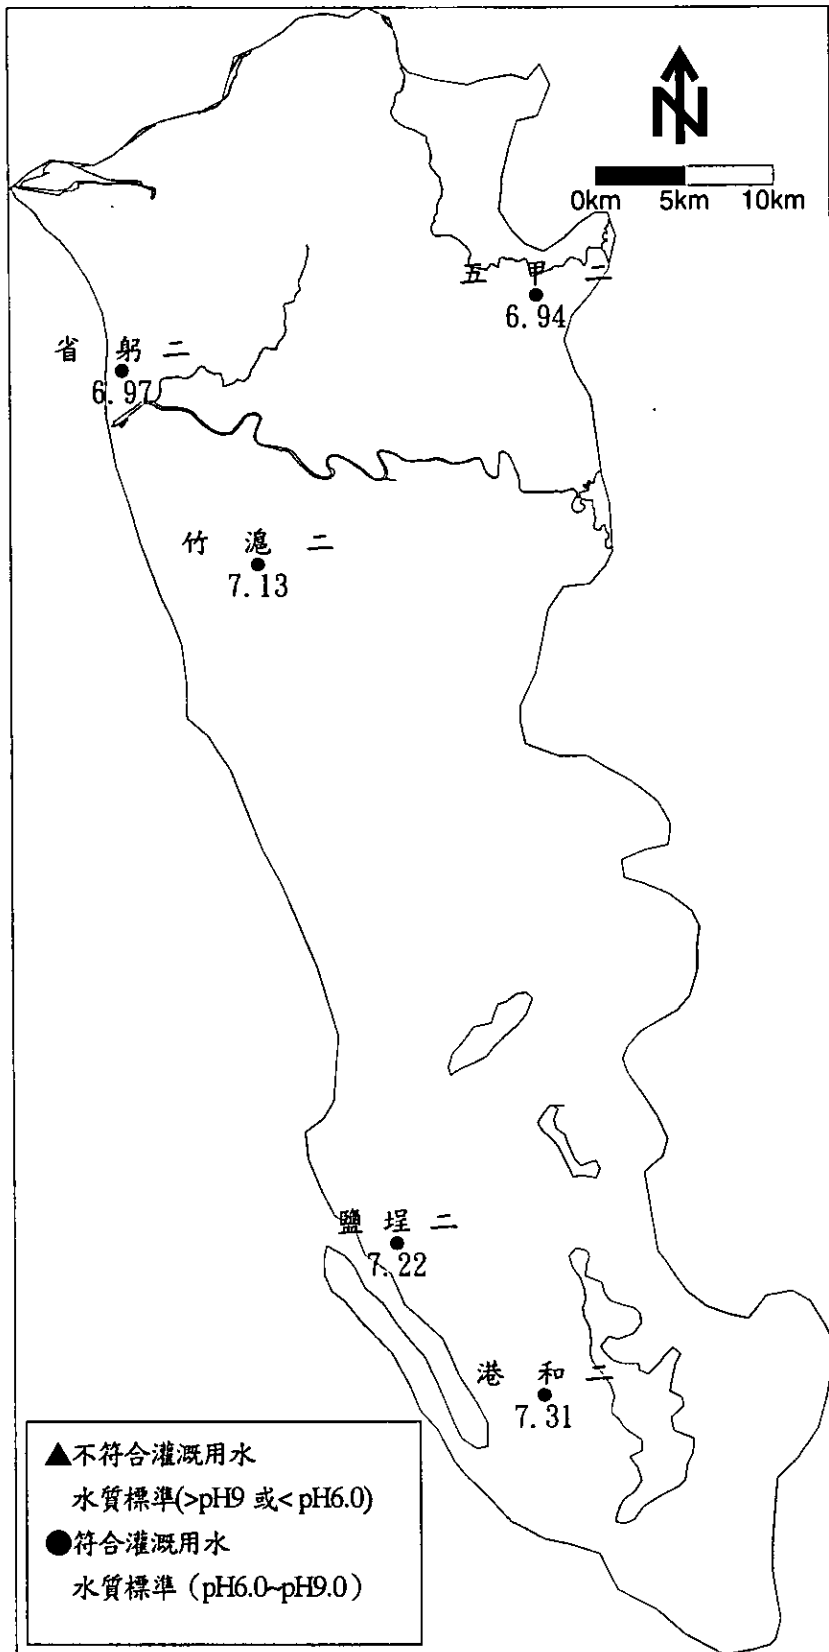 N
0km 5km 10km
五甲二
6.94
省躬二
6.97
竹滬二
7.13
鹽埕二
7.22
港和二
7.31
▲不符合灌溉用水
水質標準(>pH9 或< pH6.0)
●符合灌溉用水
水質標準（pH6.0~pH9.0）